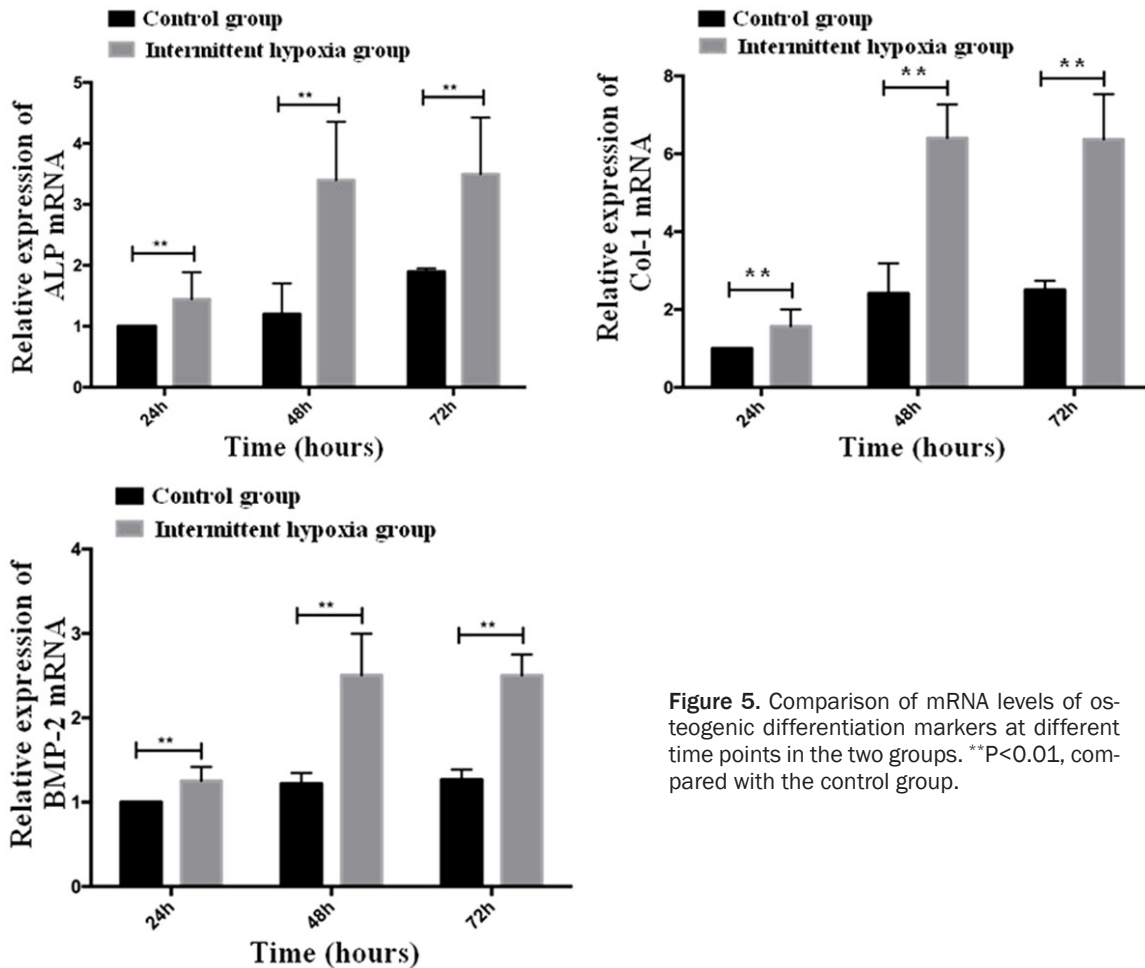 Control group
Intermittent hypoxia group
Relative expression of
ALP mRNA
5
4
3
2
1
0
**
**
**
24h
48h
72h
Time (hours)
Control group
Intermittent hypoxia group
Relative expression of
Col-1 mRNA
8
6
4
2
0
**
**
**
24h
48h
72h
Time (hours)
Control group
Intermittent hypoxia group
Relative expression of
BMP-2 mRNA
4
3
2
1
0
**
**
**
24h
48h
72h
Time (hours)
Figure 5. Comparison of mRNA levels of os-
teogenic differentiation markers at different
time points in the two groups. **P<0.01, com-
pared with the control group.